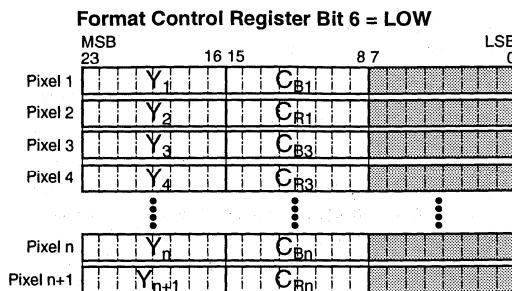 Format Control Register Bit 6 = LOW
MSB LSB
23 16 15 8 7 0
Pixel 1 Y1 CB1
Pixel 2 Y2 CR1
Pixel 3 Y3 CB3
Pixel 4 Y4 CR3
Pixel n Yn CBn
Pixel n+1 Yn+1 CRn